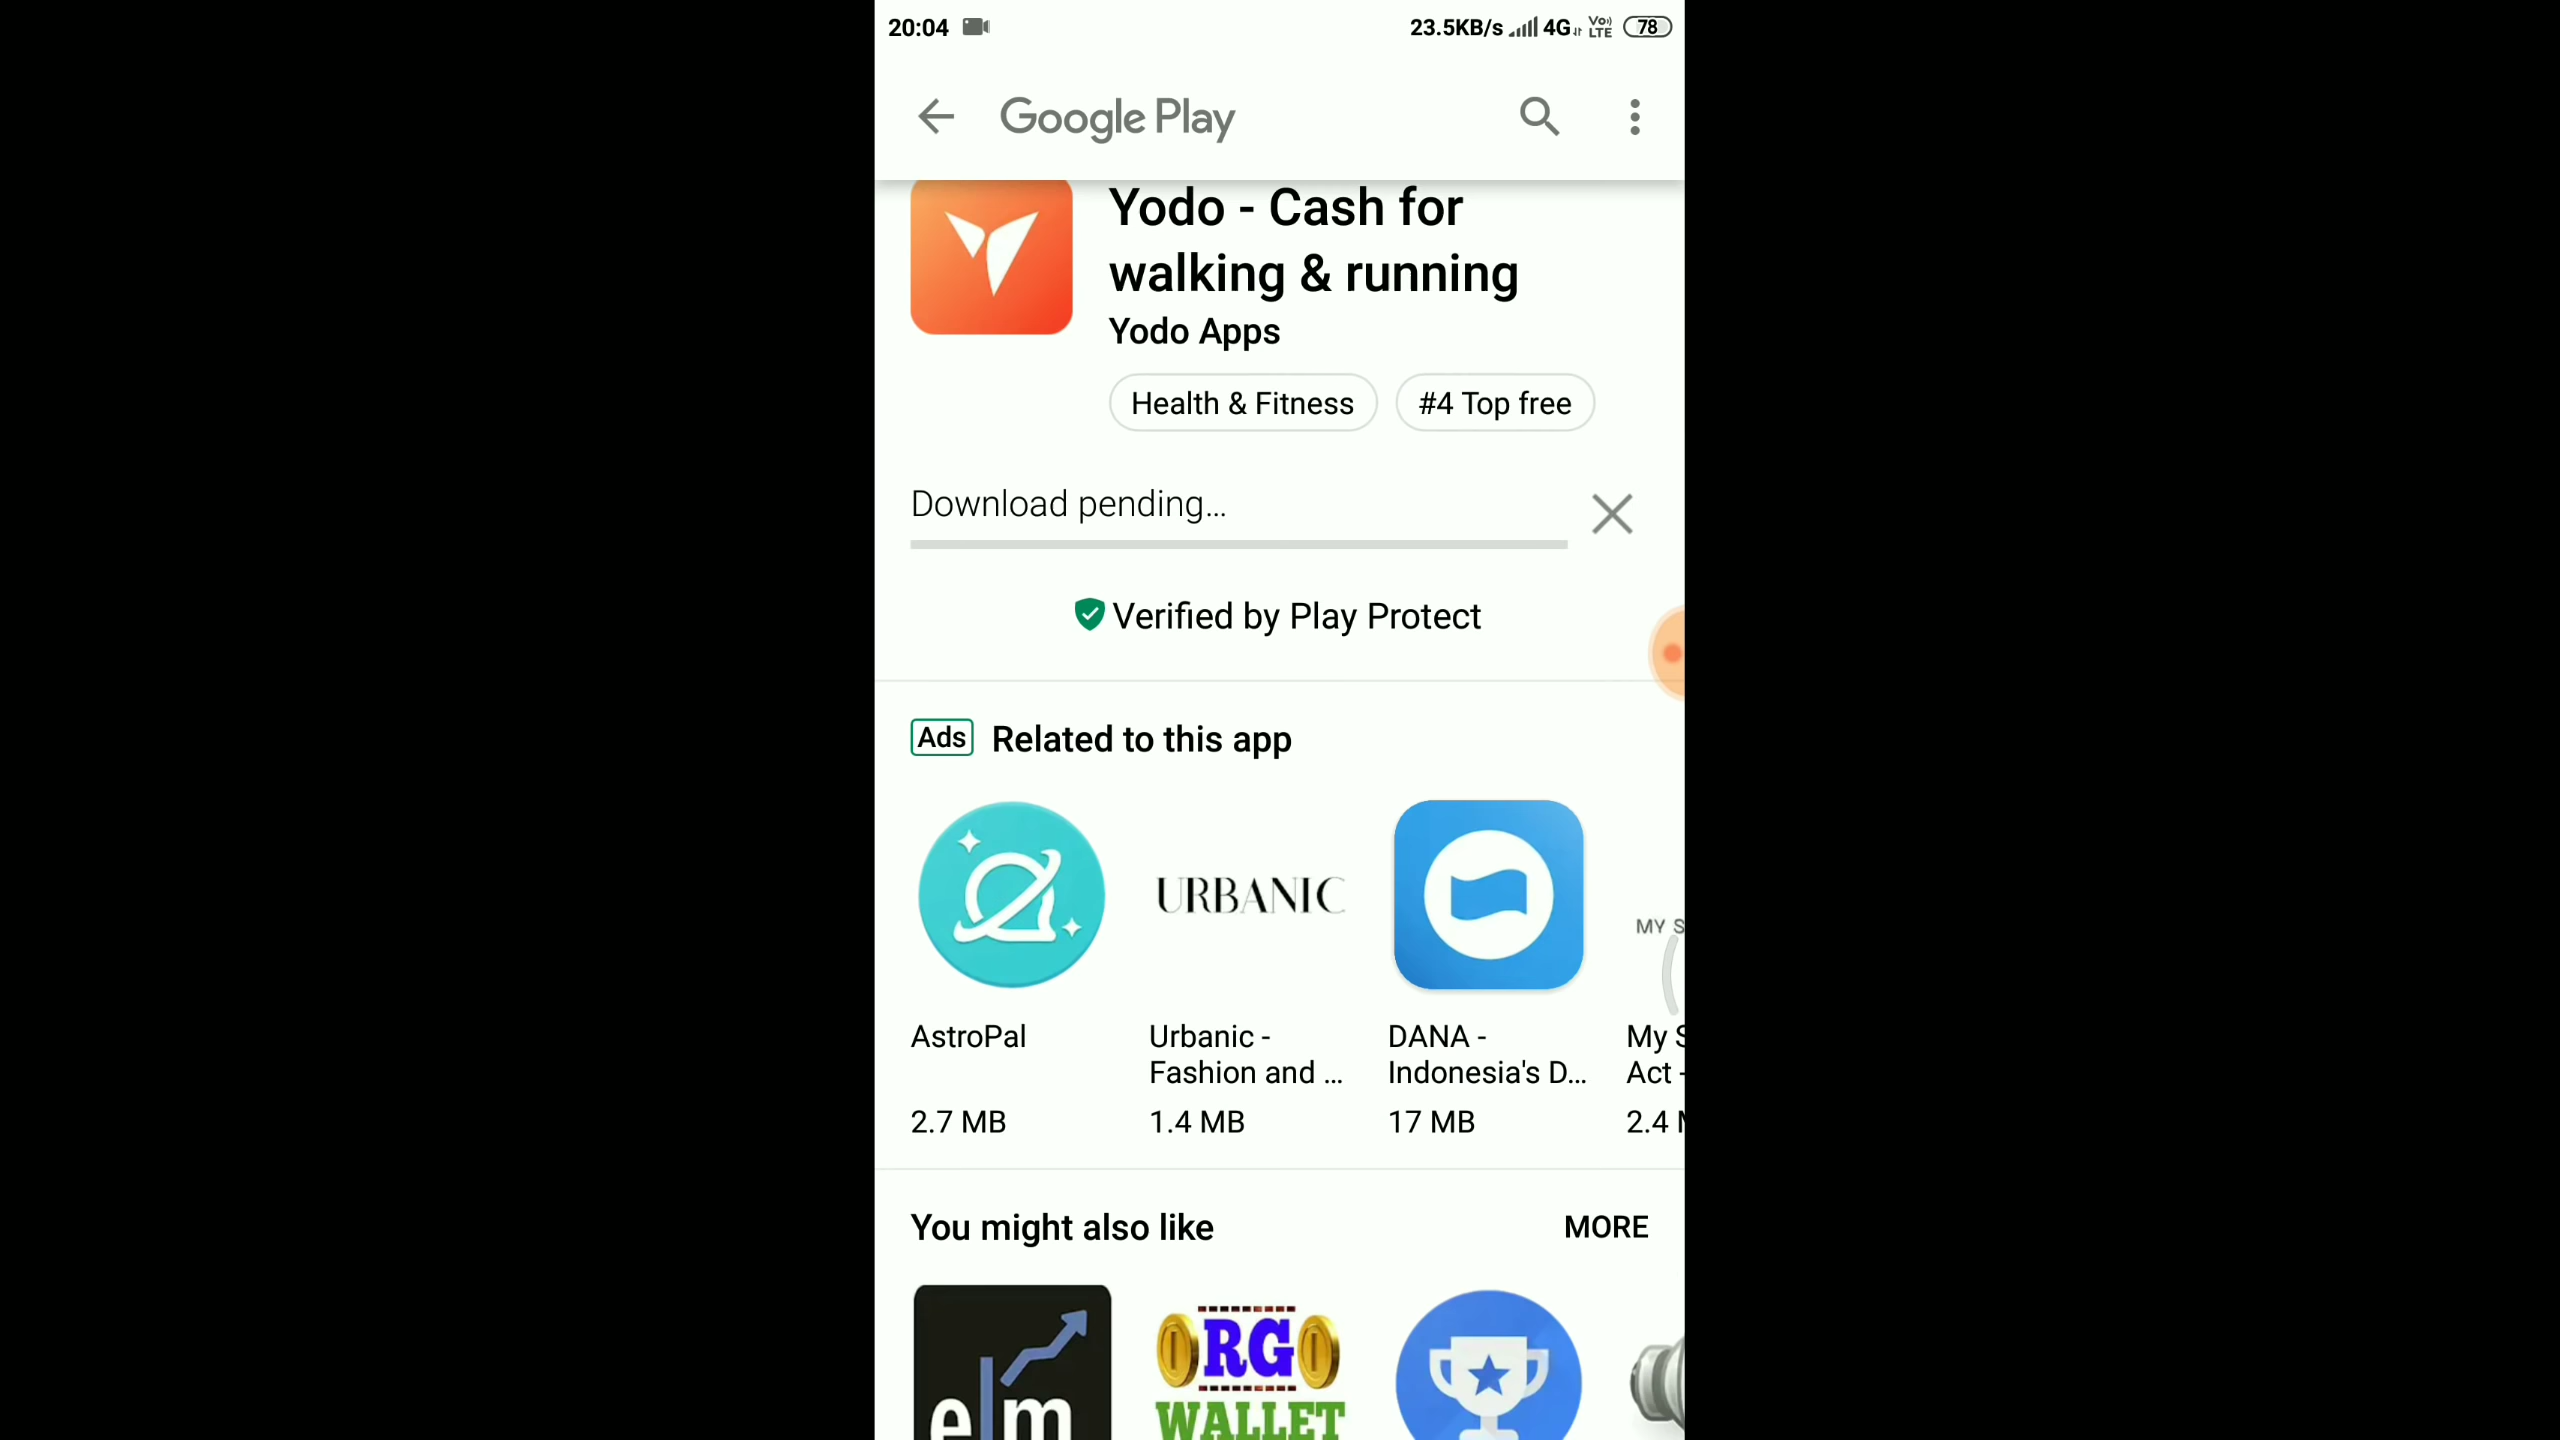 20:04 23.5KB/s 4G Vo) LTE 78
Google Play
Yodo - Cash for
walking & running
Yodo Apps
Health & Fitness #4 Top free
Download pending...
Verified by Play Protect
Ads Related to this app
URBANIC
MY S
AstroPal Urbanic - DANA - My S
Fashion and ... Indonesia's D... Act -
2.7 MB 1.4 MB 17 MB 2.4 M
You might also like MORE
elm RG
WALLET